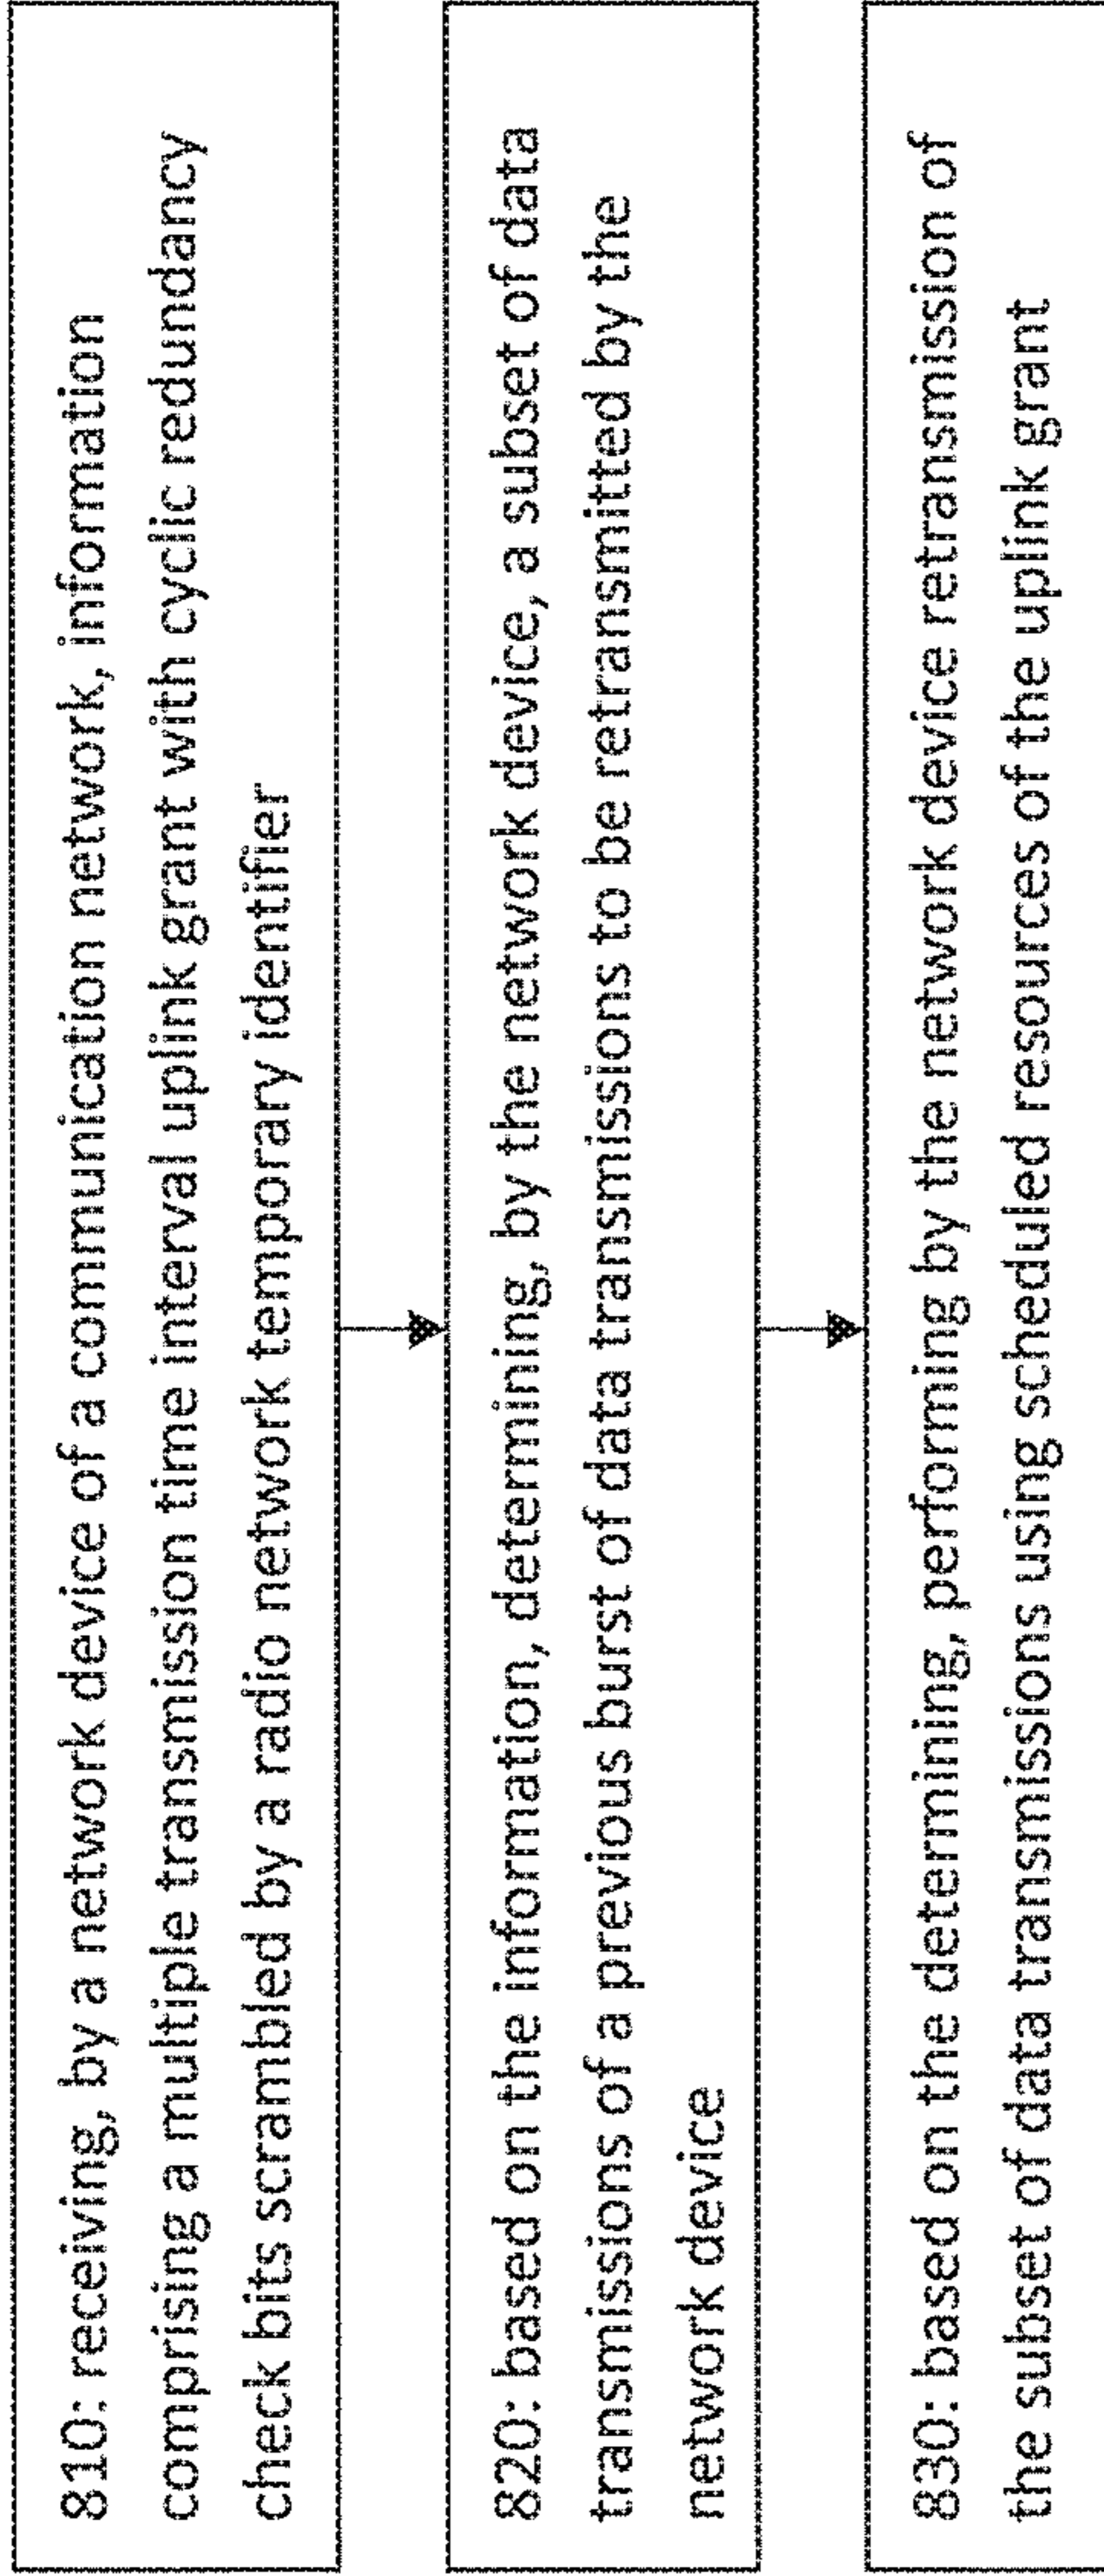 810: receiving, by a network device of a communication network, information
comprising a multiple transmission time interval uplink grant with cyclic redundancy
check bits scrambled by a radio network temporary identifier
820: based on the information, determining, by the network device, a subset of data
transmissions of a previous burst of data transmissions to be retransmitted by the
network device
830: based on the determining, performing by the network device retransmission of
the subset of data transmissions using scheduled resources of the uplink grant